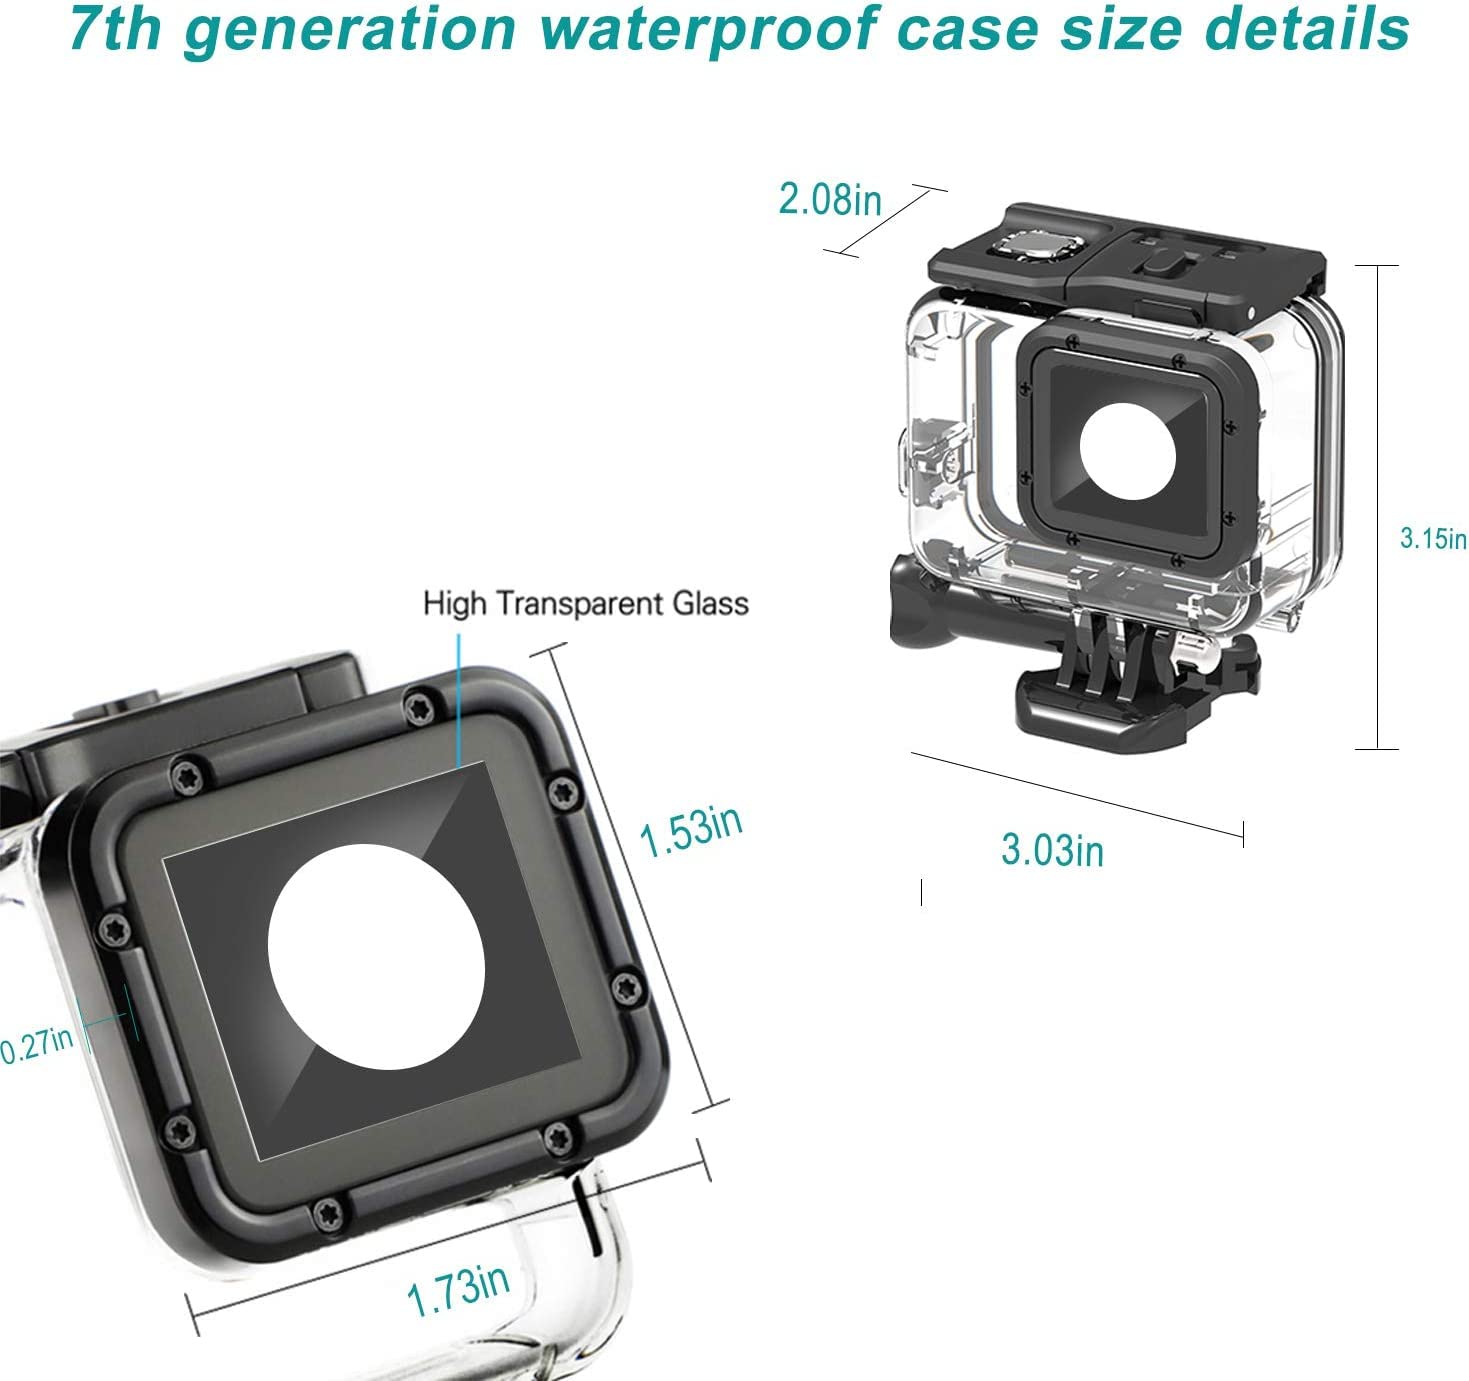 7th generation waterproof case size details
2.08in
3.15in
3.03in
High Transparent Glass
1.53in
0.27in
1.73in